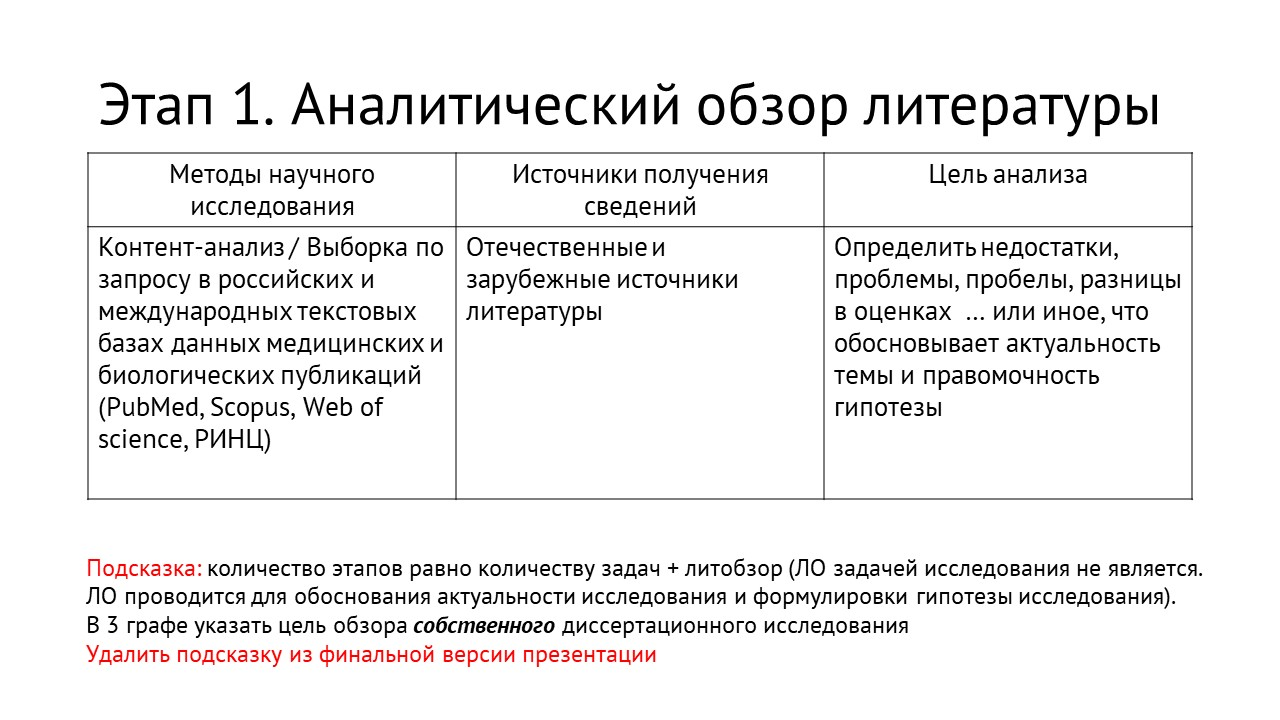 Этап 1. Аналитический обзор литературы
Методы научного
исследования
Источники получения
сведений
Цель анализа
Контент-анализ / Выборка по
запросу в российских и
международных текстовых
базах данных медицинских и
биологических публикаций
(PubMed, Scopus, Web of
science, РИНЦ)
Отечественные и
зарубежные источники
литературы
Определить недостатки,
проблемы, пробелы, разницы
в оценках ... или иное, что
обосновывает актуальность
темы и правомочность
гипотезы
Подсказка: количество этапов равно количеству задач + литобзор (ЛО задачей исследования не является.
ЛО проводится для обоснования актуальности исследования и формулировки гипотезы исследования).
В 3 графе указать цель обзора собственного диссертационного исследования
Удалить подсказку из финальной версии презентации